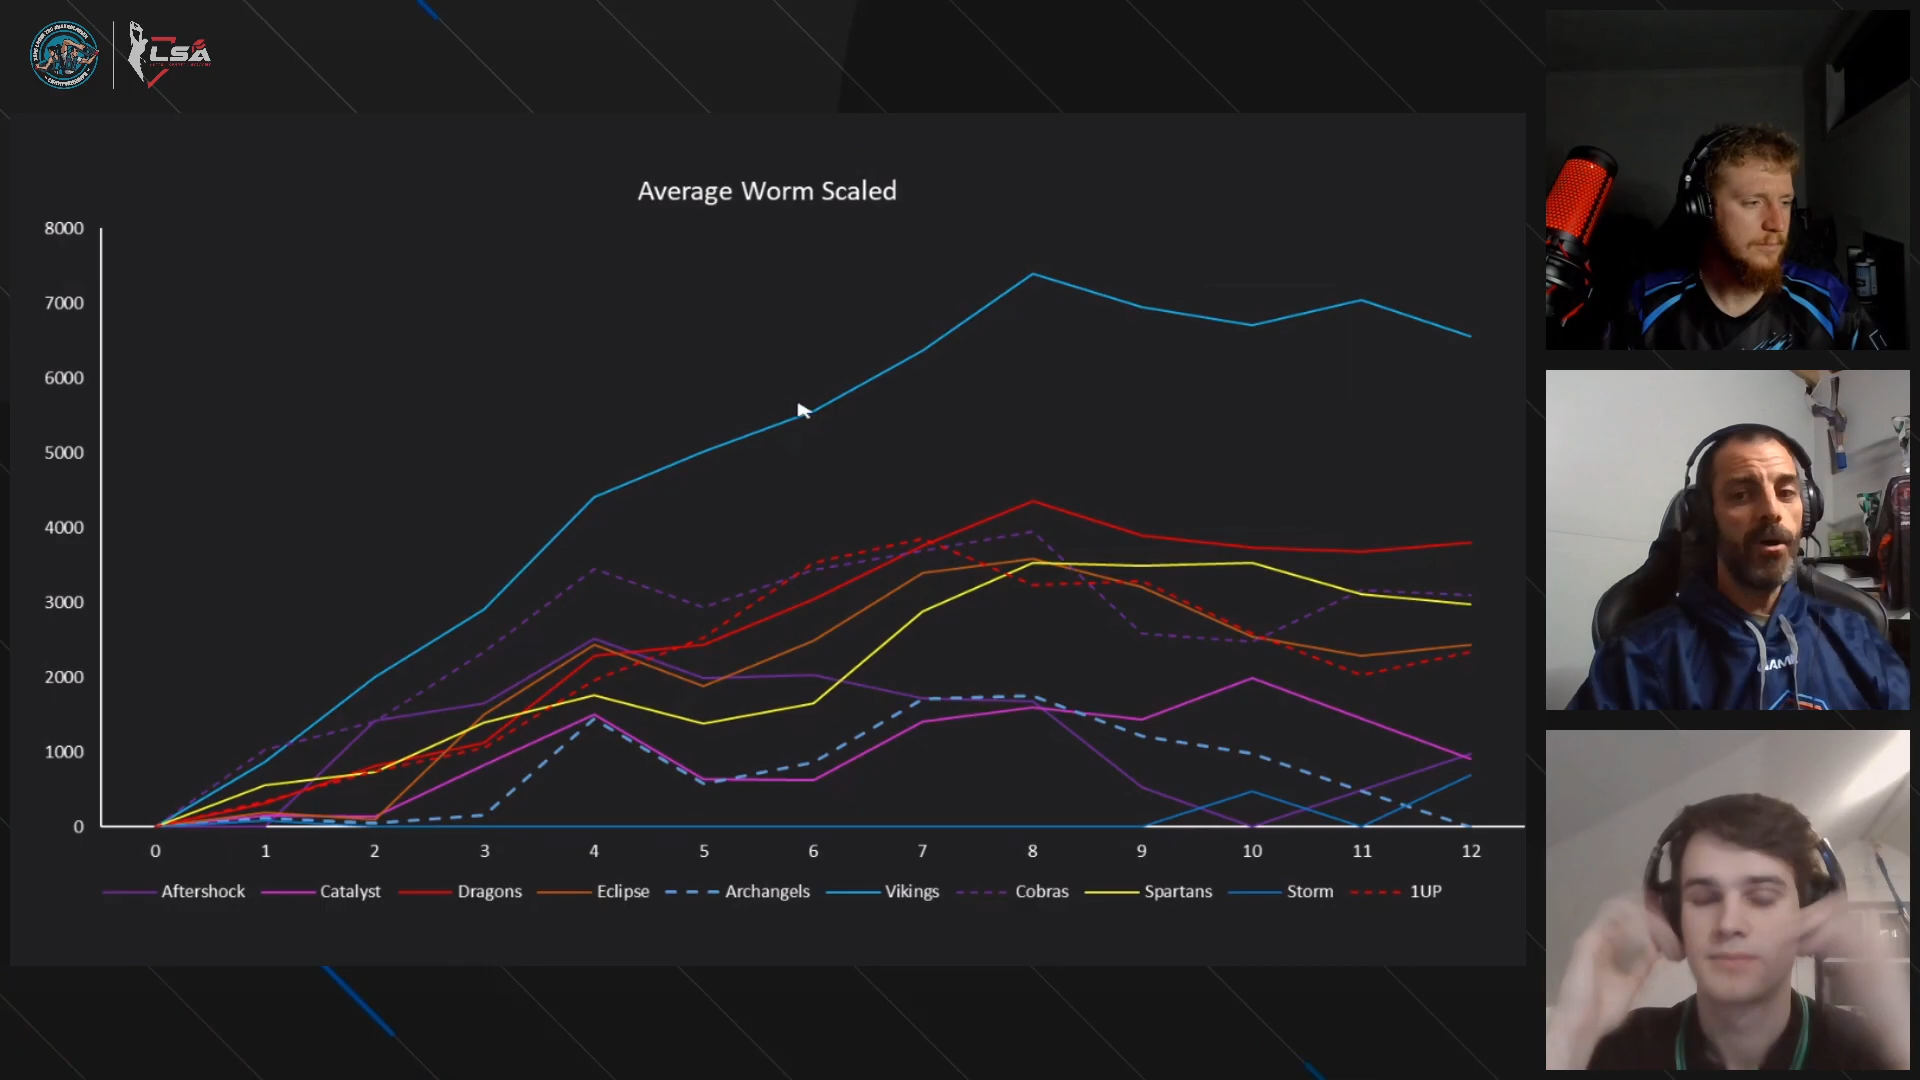 LSA
Average Worm Scaled
8000
7000
6000
5000
4000
3000
2000
1000
0
0 1 2 3 4 5 6 7 8 9 10 11 12
Aftershock Catalyst Dragons Eclipse Archangels Vikings Cobras Spartans Storm 1UP